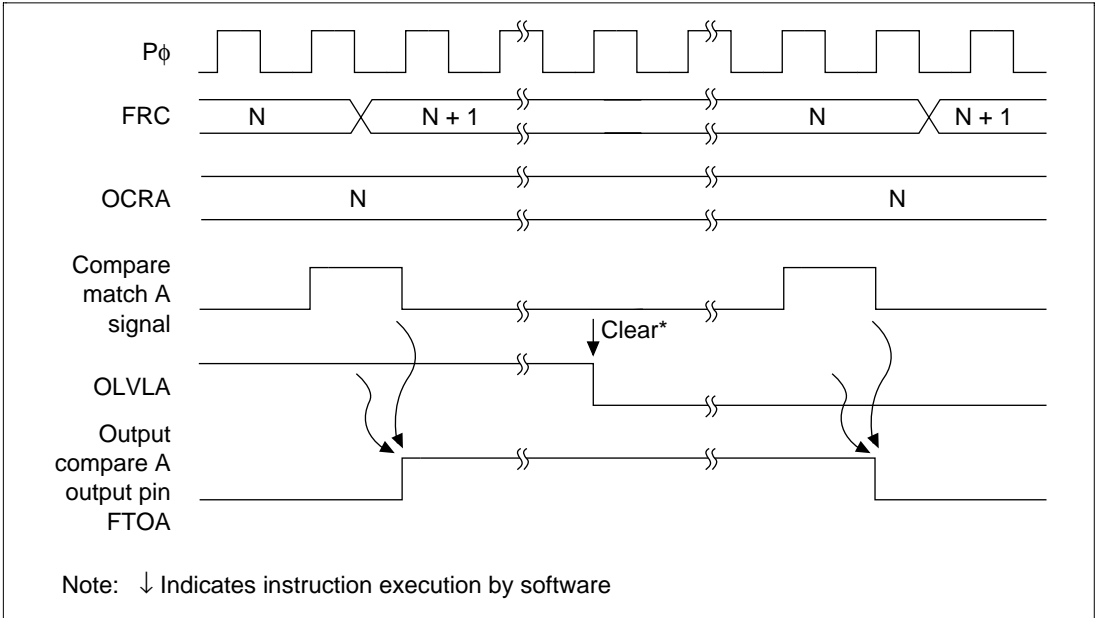 Pφ
FRC
N
N + 1
N
N + 1
OCRA
N
N
Compare
match A
signal
Clear*
OLVLA
Output
compare A
output pin
FTOA
Note: ↓ Indicates instruction execution by software